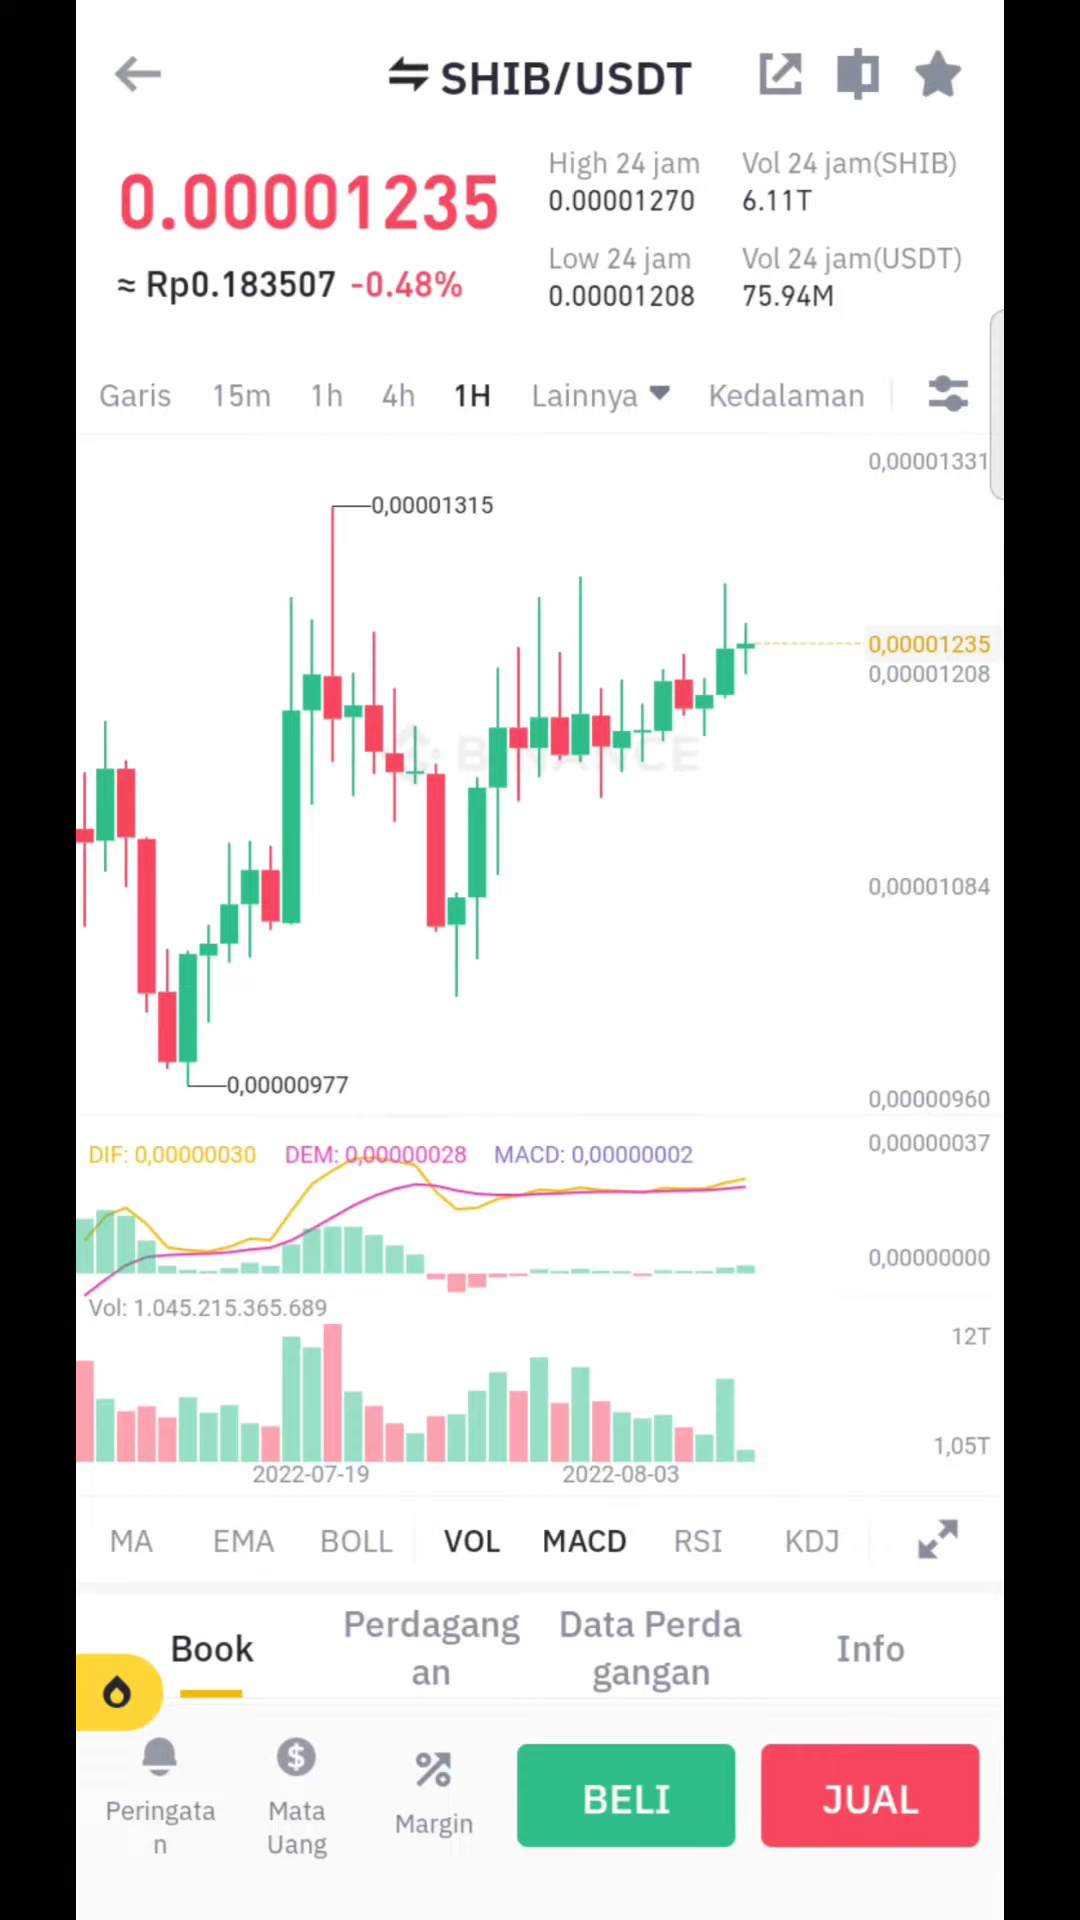 SHIB/USDT
0.00001235
≈ Rp0.183507 -0.48%
High 24 jam
0.00001270
Vol 24 jam(SHIB)
6.11T
Low 24 jam
0.00001208
Vol 24 jam(USDT)
75.94M
Garis 15m 1h 4h 1H Lainnya Kedalaman
0,00001331
0,00001315
0,00001235
0,00001208
BINANCE
0,00001084
0,00000977
0,00000960
DIF: 0,00000030 DEM: 0,00000028 MACD: 0,00000002
0,00000037
0,00000000
Vol: 1.045.215.365.689
12T
1,05T
2022-07-19 2022-08-03
MA EMA BOLL VOL MACD RSI KDJ
Book
Perdagang
an
Data Perda
gangan
Info
Peringata
n
Mata
Uang
Margin
BELI
JUAL